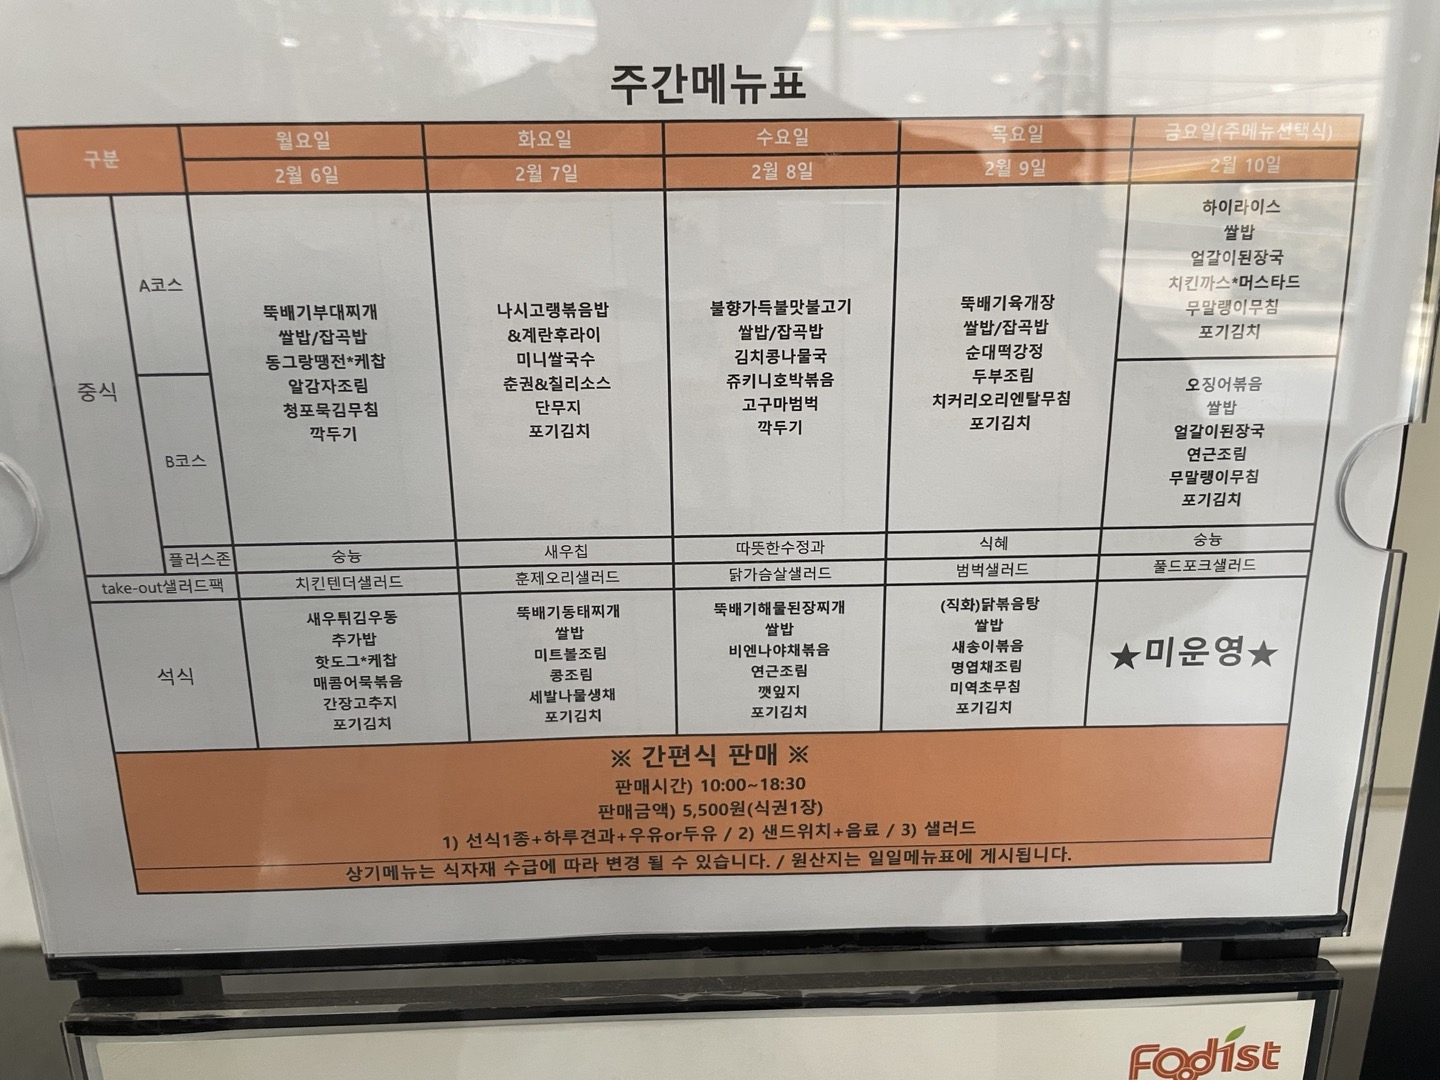 주간메뉴표
구분
월요일
화요일
수요일
목요일
금요일(주메뉴선택식)
2월 6일
2월 7일
2월 8일
2월 9일
2월 10일
중식
A코스
B코스
뚝배기부대찌개
쌀밥/잡곡밥
동그랑땡전*케찹
알감자조림
청포묵김무침
깍두기
나시고랭볶음밥
&계란후라이
미니쌀국수
춘권&칠리소스
단무지
포기김치
불향가득불맛불고기
쌀밥/잡곡밥
김치콩나물국
쥬키니호박볶음
고구마범벅
깍두기
뚝배기육개장
쌀밥/잡곡밥
순대떡강정
두부조림
치커리오리엔탈무침
포기김치
하이라이스
쌀밥
얼갈이된장국
치킨까스*머스타드
무말랭이무침
포기김치
오징어볶음
쌀밥
얼갈이된장국
연근조림
무말랭이무침
포기김치
플러스존
숭늉
새우칩
따뜻한수정과
식혜
숭늉
take-out샐러드팩
치킨텐더샐러드
훈제오리샐러드
닭가슴살샐러드
범벅샐러드
풀드포크샐러드
석식
새우튀김우동
추가밥
핫도그*케찹
매콤어묵볶음
간장고추지
포기김치
뚝배기동태찌개
쌀밥
미트볼조림
콩조림
세발나물생채
포기김치
뚝배기해물된장찌개
쌀밥
비엔나야채볶음
연근조림
깻잎지
포기김치
(직화)닭볶음탕
쌀밥
새송이볶음
명엽채조림
미역초무침
포기김치
★미운영★
※ 간편식 판매 ※
판매시간) 10:00~18:30
판매금액) 5,500원(식권1장)
1) 선식1종+하루견과+우유or두유 / 2) 샌드위치+음료 / 3) 샐러드
상기메뉴는 식자재 수급에 따라 변경 될 수 있습니다. / 원산지는 일일메뉴표에 게시됩니다.
Fodist